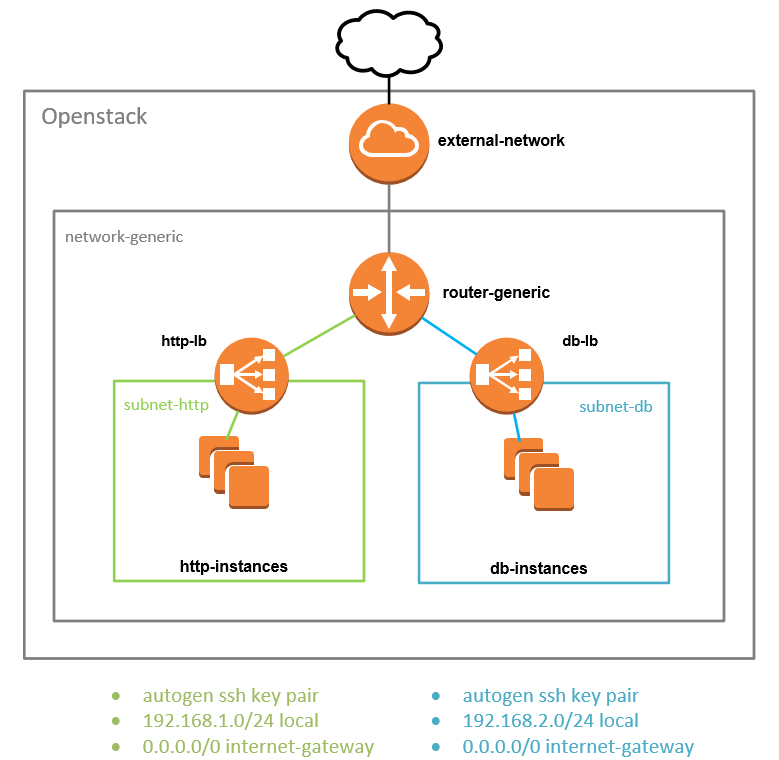 Openstack
external-network
network-generic
router-generic
http-lb
db-lb
subnet-http
subnet-db
http-instances
db-instances
• autogen ssh key pair
• 192.168.1.0/24 local
• 0.0.0.0/0 internet-gateway
• autogen ssh key pair
• 192.168.2.0/24 local
• 0.0.0.0/0 internet-gateway